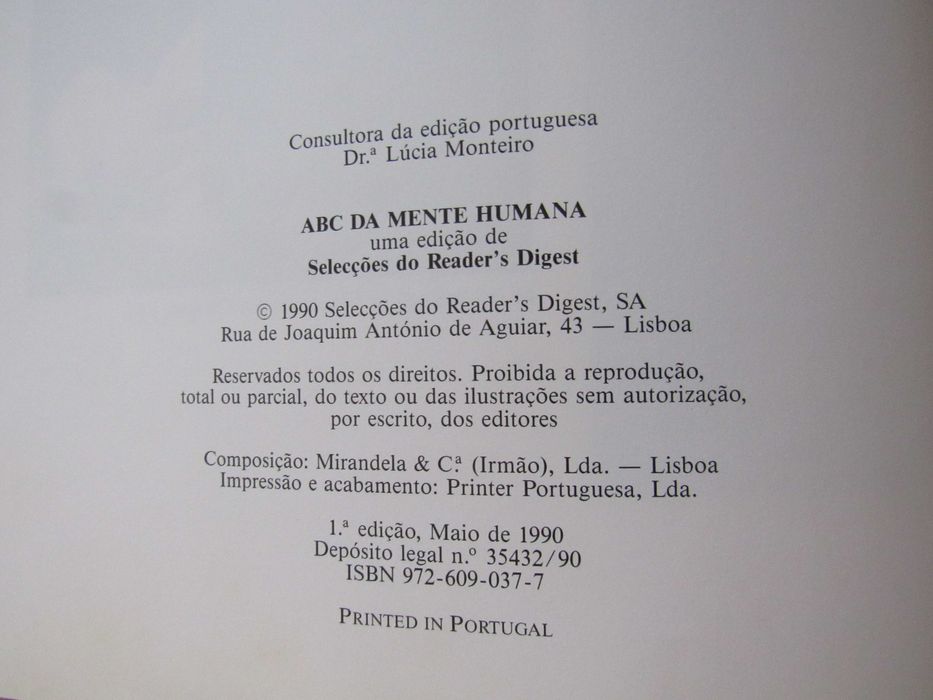 Consultora da edição portuguesa
Dr.ª Lúcia Monteiro
ABC DA MENTE HUMANA
uma edição de
Selecções do Reader's Digest
© 1990 Selecções do Reader's Digest, SA
Rua de Joaquim António de Aguiar, 43 — Lisboa
Reservados todos os direitos. Proibida a reprodução,
total ou parcial, do texto ou das ilustrações sem autorização,
por escrito, dos editores
Composição: Mirandela & C.ª (Irmão), Lda. — Lisboa
Impressão e acabamento: Printer Portuguesa, Lda.
1.ª edição, Maio de 1990
Depósito legal n.º 35432/90
ISBN 972-609-037-7
PRINTED IN PORTUGAL